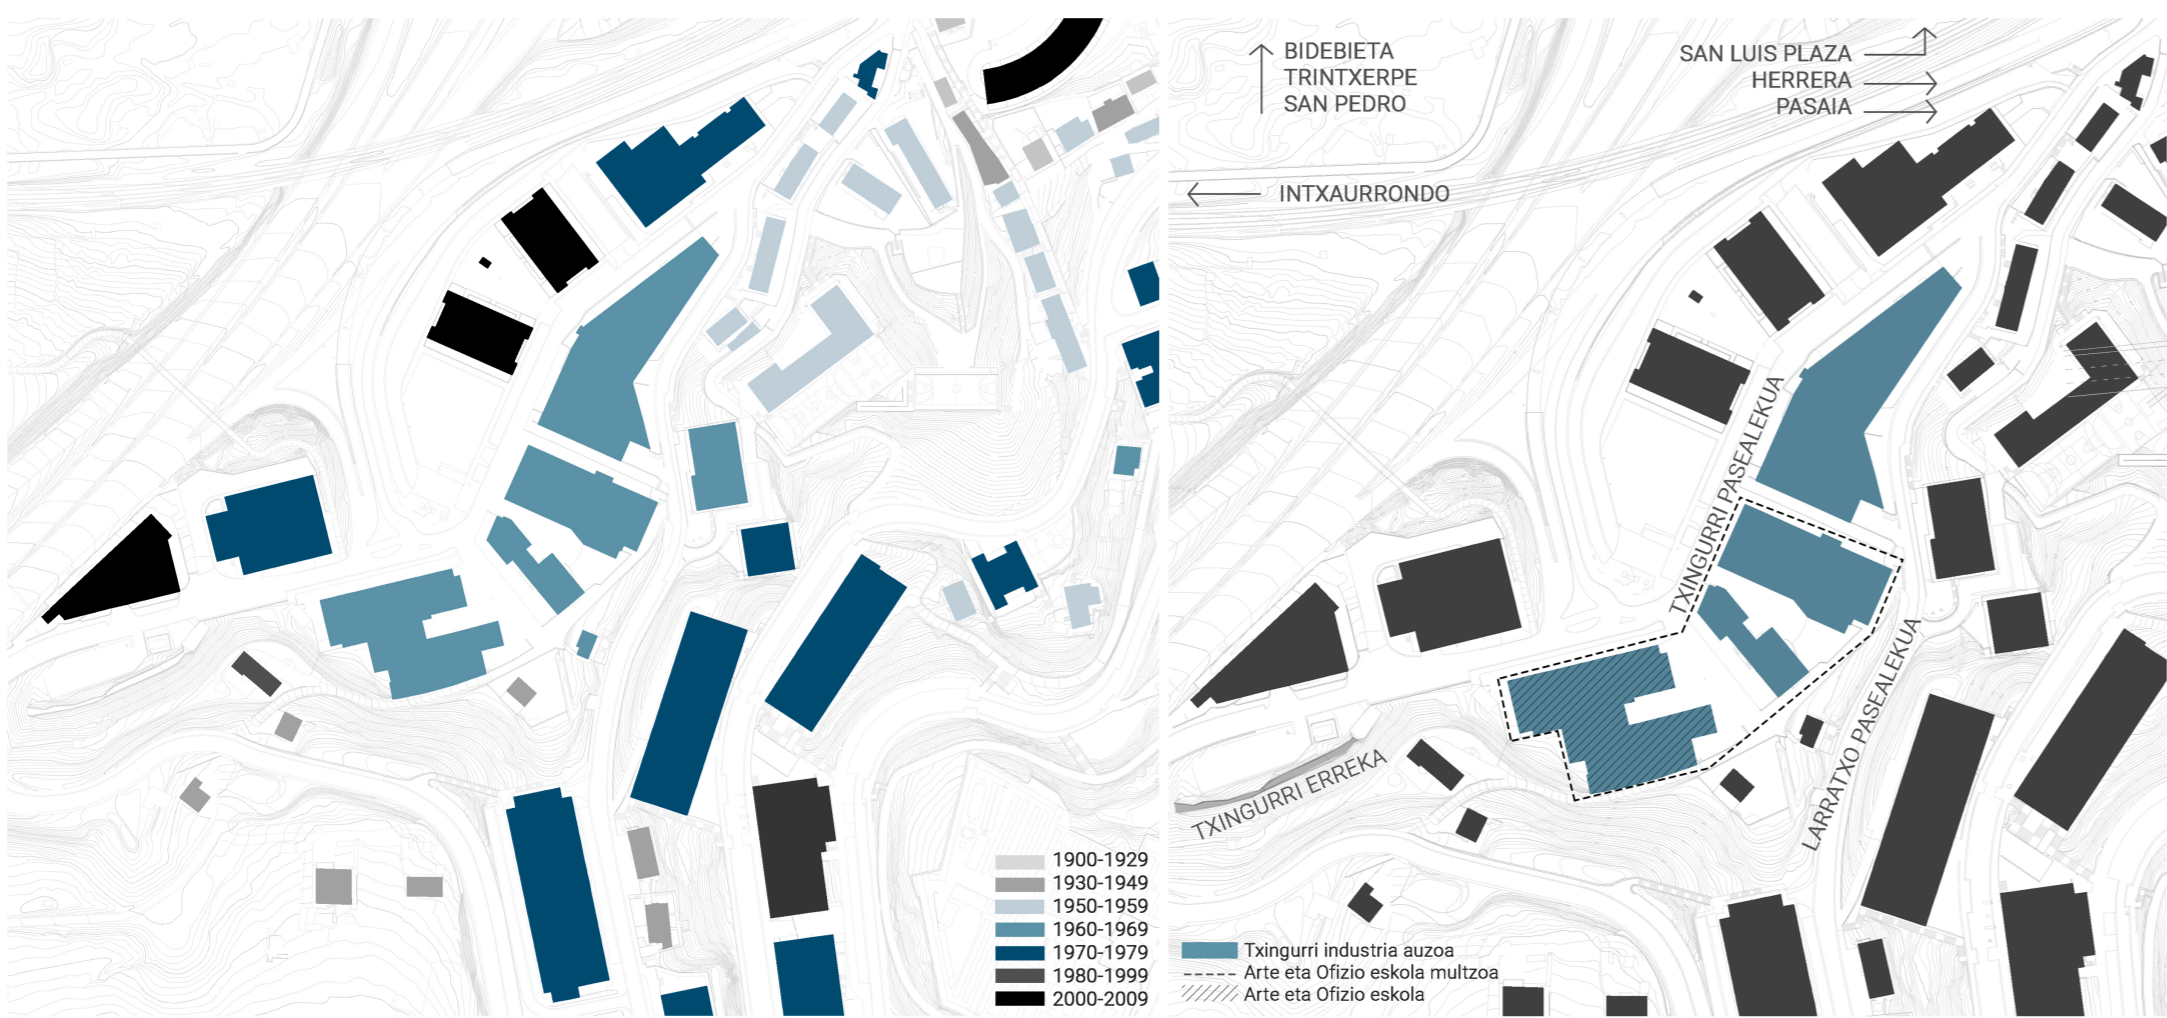 1900-1929
1930-1949
1950-1959
1960-1969
1970-1979
1980-1999
2000-2009
BIDEBIETA
TRINTXERPE
SAN PEDRO
SAN LUIS PLAZA
HERRERA
PASAIA
INTXAURRONDO
TXINGURRI PASEALEKUA
LARRATXO PASEALEKUA
TXINGURRI ERREKA
Txingurri industria auzoa
Arte eta Ofizio eskola multzoa
Arte eta Ofizio eskola